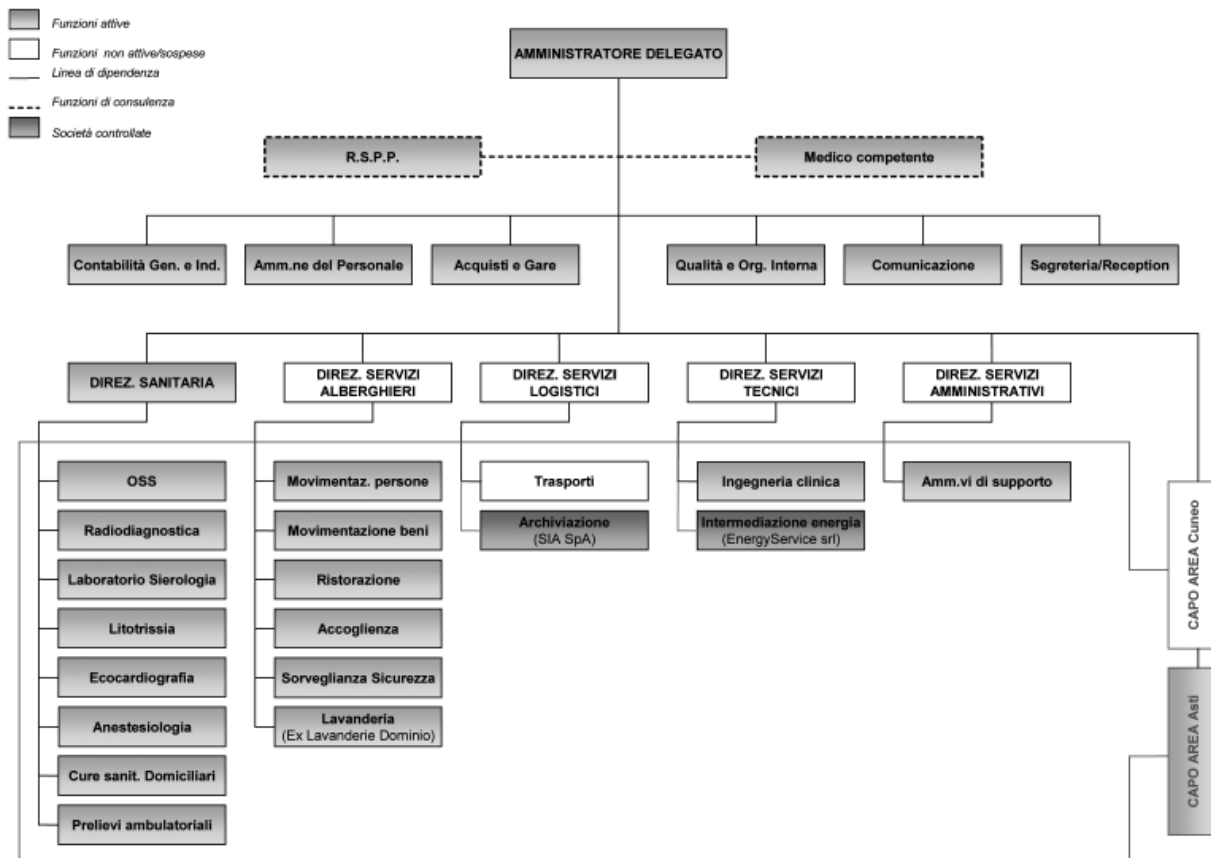 Funzioni attive
Funzioni non attive/sospese
Linea di dipendenza
Funzioni di consulenza
Società controllate
AMMINISTRATORE DELEGATO
R.S.P.P.
Medico competente
Contabilità Gen. e Ind.
Amm.ne del Personale
Acquisti e Gare
Qualità e Org. Interna
Comunicazione
Segreteria/Reception
DIREZ. SANITARIA
DIREZ. SERVIZI
ALBERGHIERI
DIREZ. SERVIZI
LOGISTICI
DIREZ. SERVIZI
TECNICI
DIREZ. SERVIZI
AMMINISTRATIVI
OSS
Radiodiagnostica
Laboratorio Sierologia
Litotrissia
Ecocardiografia
Anestesiologia
Cure sanit. Domiciliari
Prelievi ambulatoriali
Movimentaz. persone
Movimentazione beni
Ristorazione
Accoglienza
Sorveglianza Sicurezza
Lavanderia
(Ex Lavanderie Dominio)
Trasporti
Archiviazione
(SIA SpA)
Ingegneria clinica
Intermediazione energia
(EnergyService srl)
Amm.vi di supporto
CAPO AREA Cuneo
CAPO AREA Asti